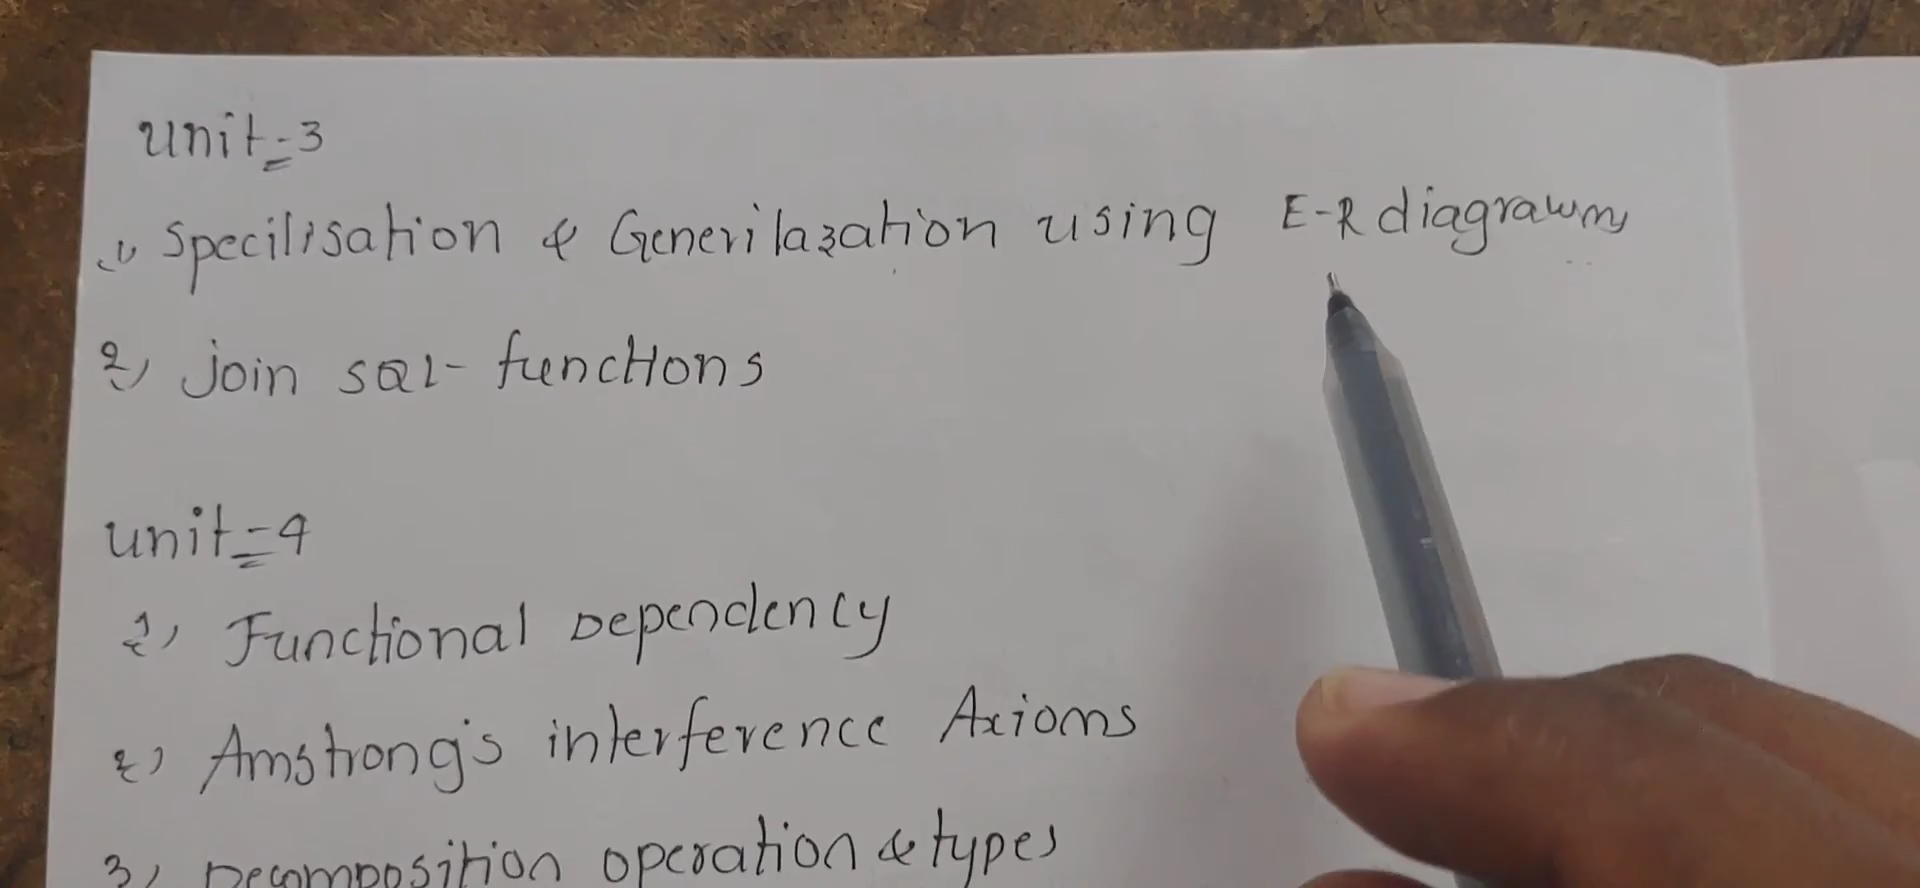 Unit-3
1) Specilisation & Generilazation using E-R diagrawm
2) Join SQL- functions
Unit-4
1) Functional Dependency
2) Amstrong's interference Axioms
3) Decomposition operation & types